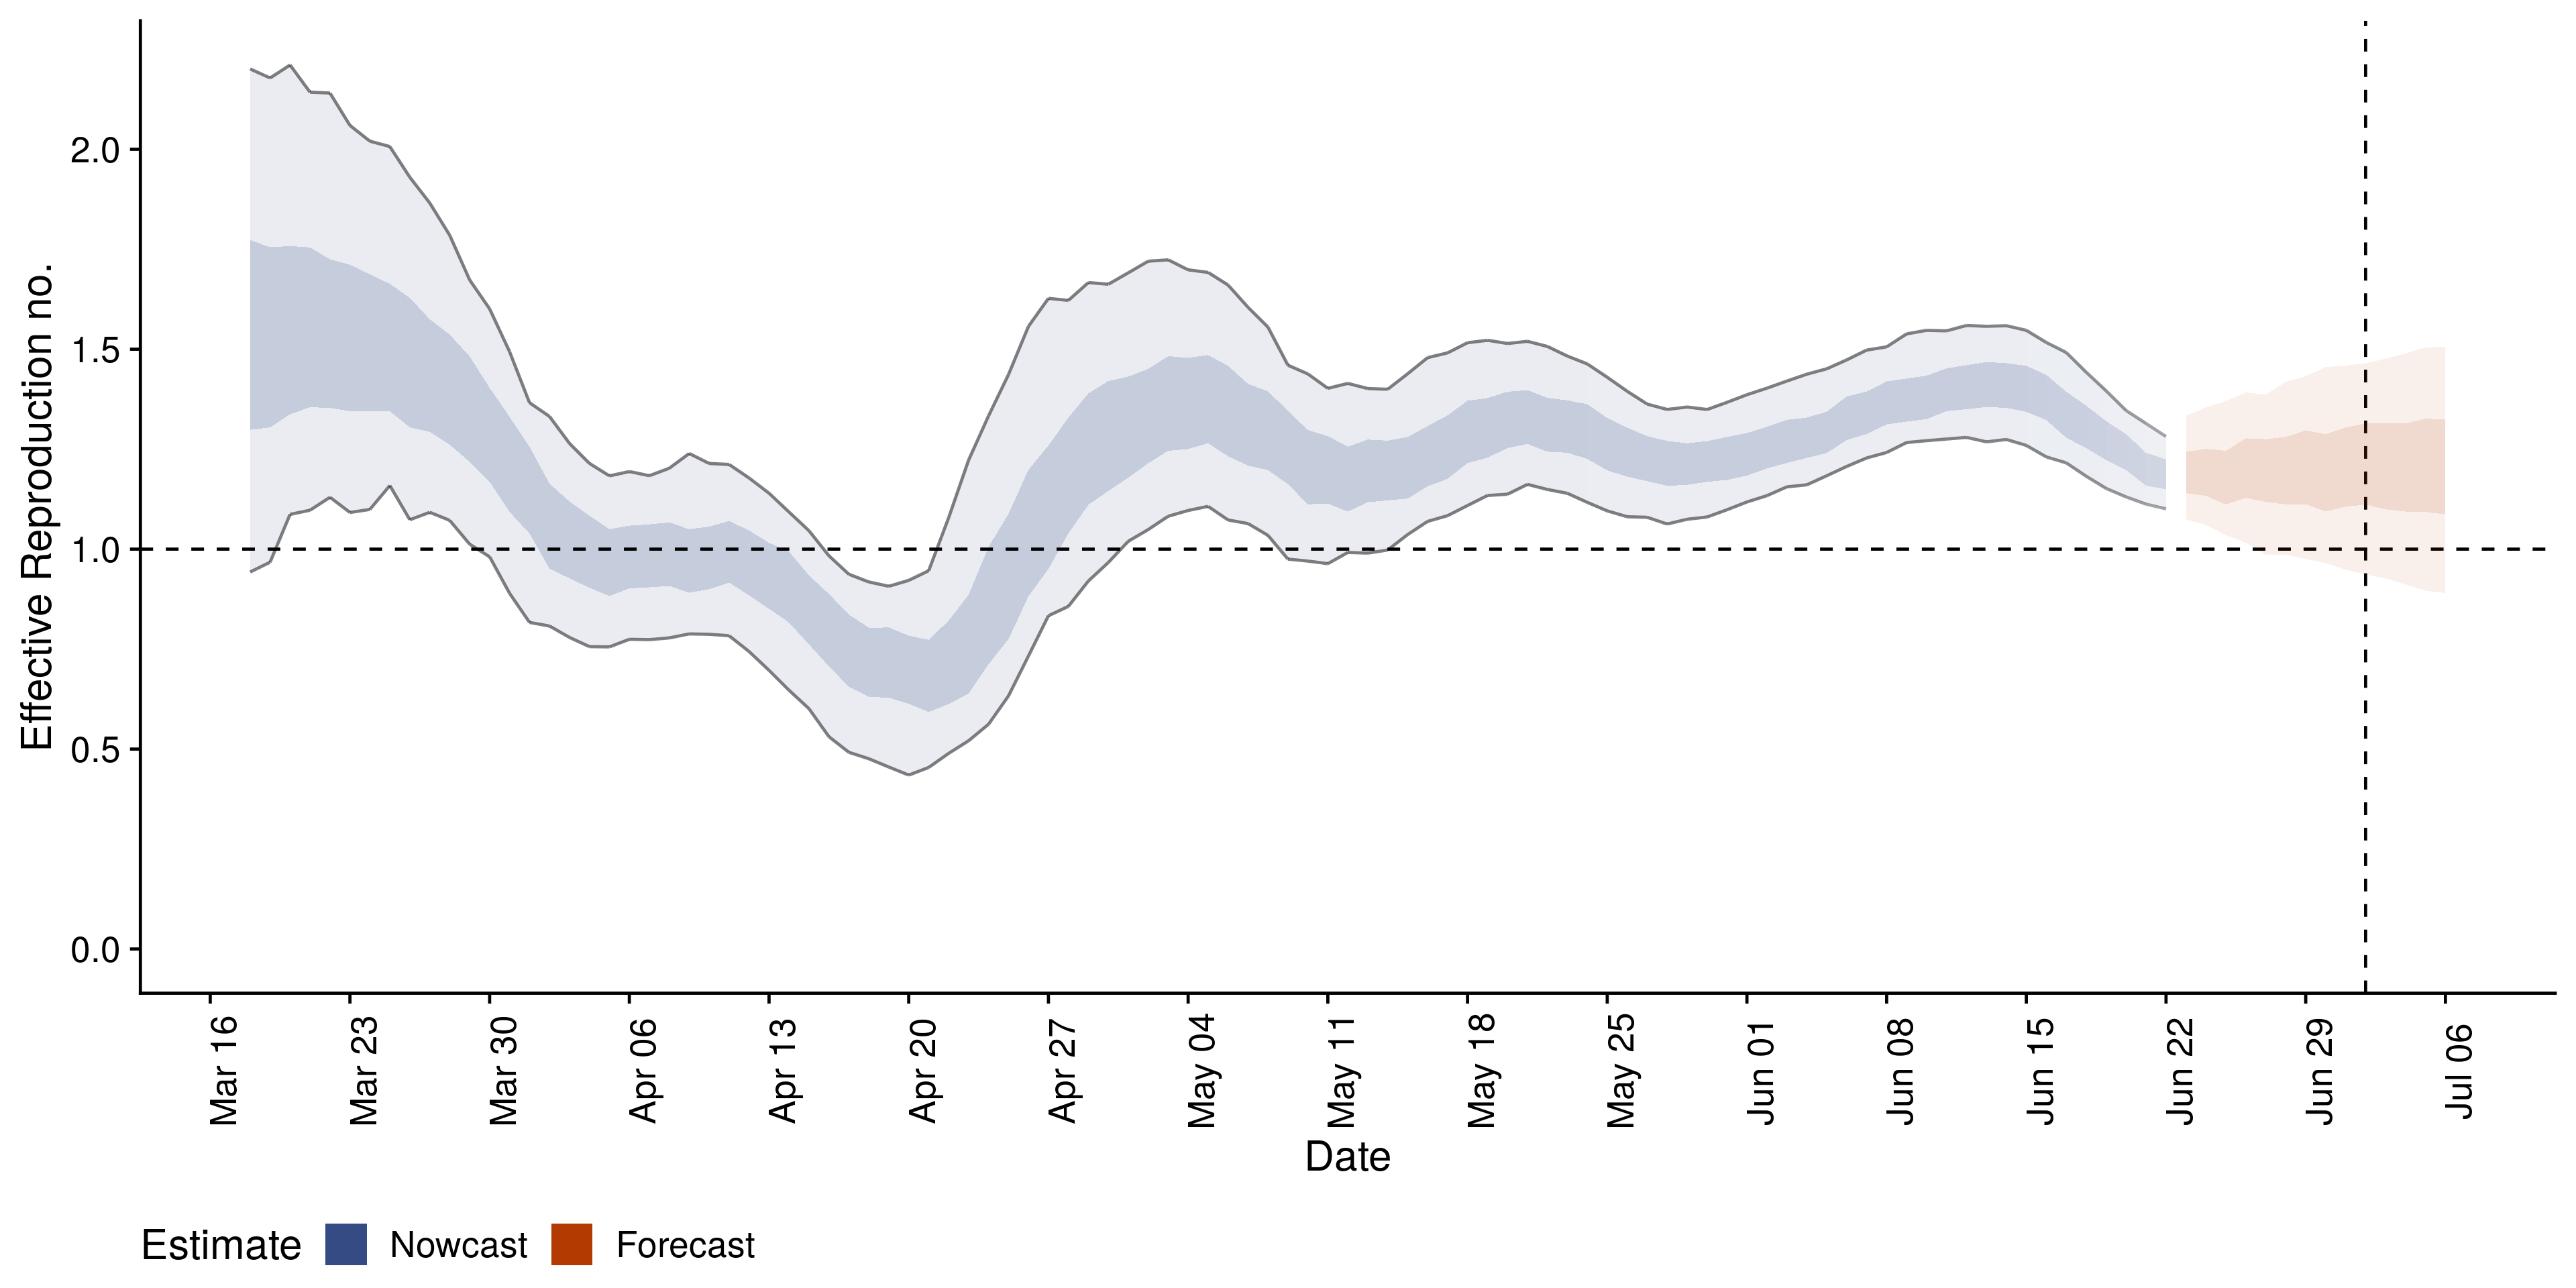 Effective Reproduction no.
2.0
1.5
1.0
0.5
0.0
Mar 16
Mar 23
Mar 30
Apr 06
Apr 13
Apr 20
Apr 27
May 04
May 11
May 18
May 25
Jun 01
Jun 08
Jun 15
Jun 22
Jun 29
Jul 06
Date
Estimate Nowcast Forecast